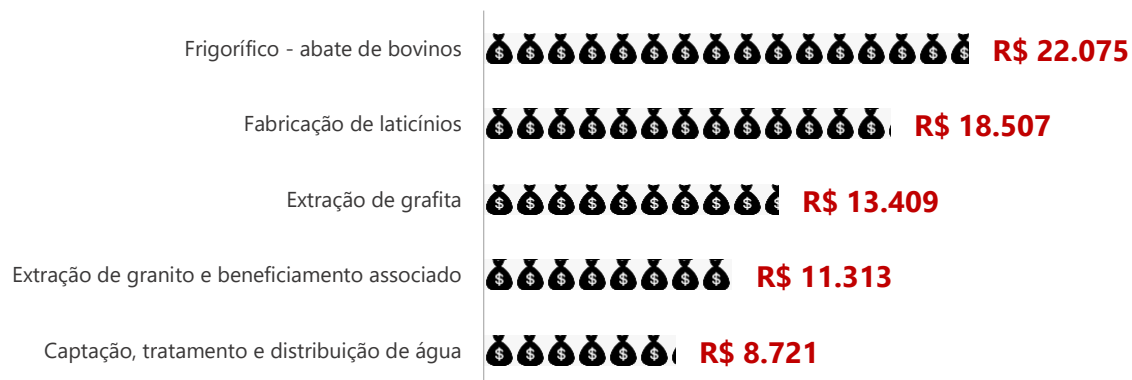 Frigorífico - abate de bovinos R$ 22.075
Fabricação de laticínios R$ 18.507
Extração de grafita R$ 13.409
Extração de granito e beneficiamento associado R$ 11.313
Captação, tratamento e distribuição de água R$ 8.721